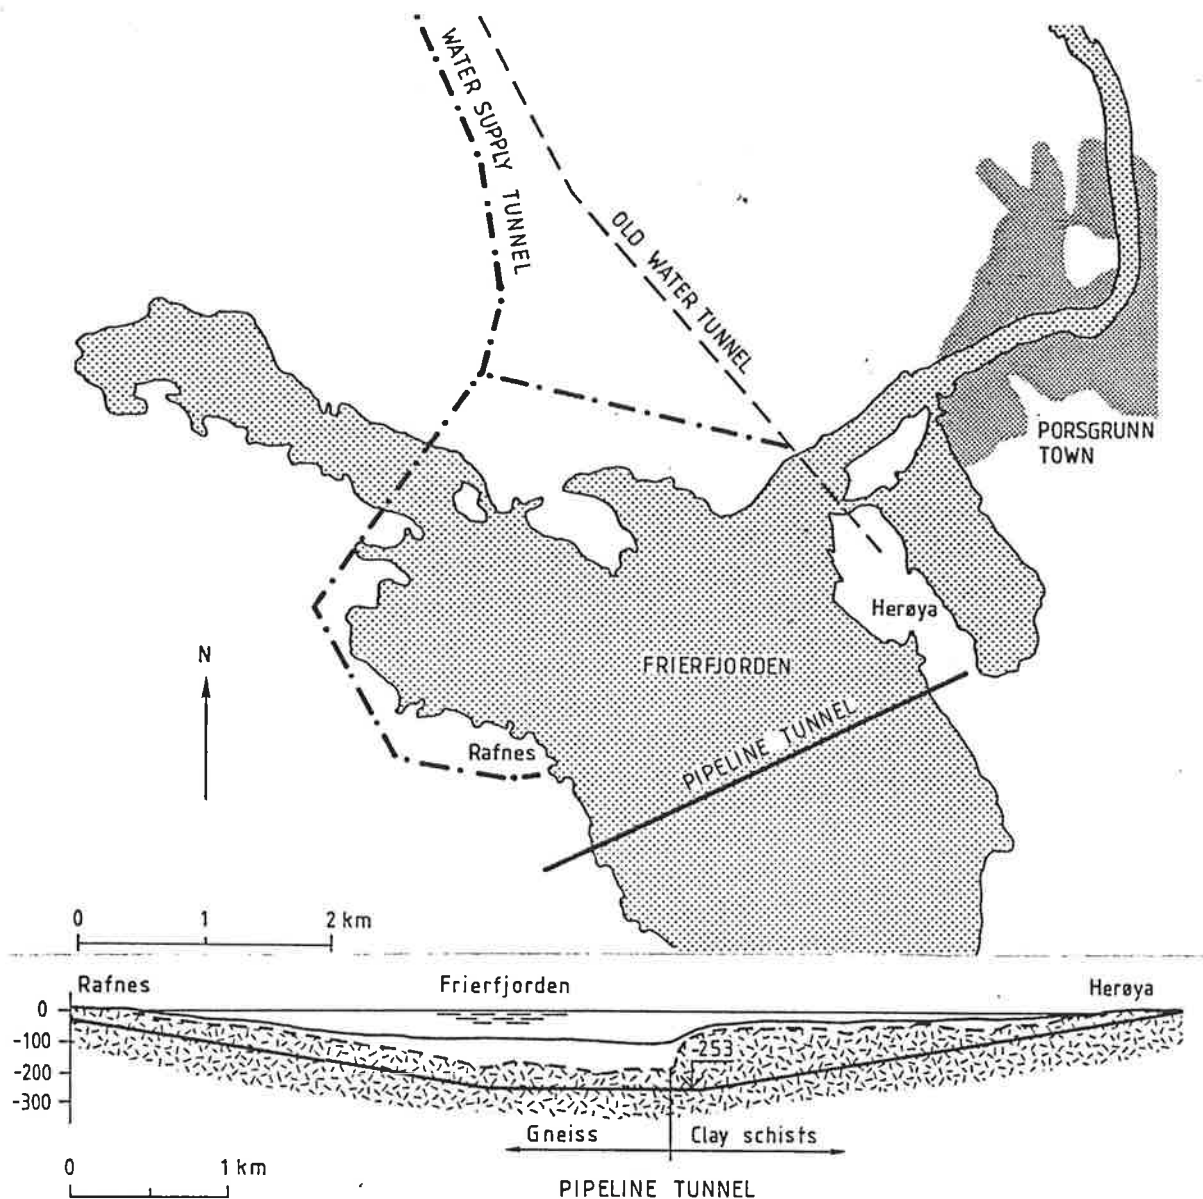 WATER SUPPLY TUNNEL
OLD WATER TUNNEL
PORSGRUNN
TOWN
Herøya
N
FRIERFJORDEN
Rafnes
PIPELINE TUNNEL
0 1 2 km
Rafnes Frierfjorden Herøya
0
-100
-200
-300
-253
Gneiss Clay schists
0 1 km
PIPELINE TUNNEL